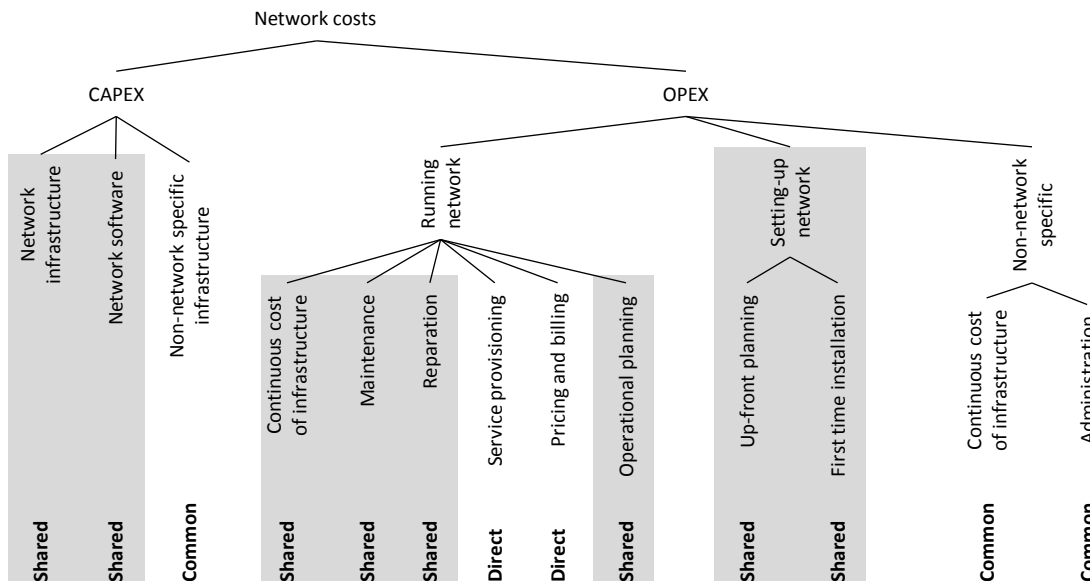 Network costs
CAPEX
OPEX
Network
infrastructure
Network software
Non-network specific
infrastructure
Running
network
Setting-up
network
Non-network
specific
Continuous cost
of infrastructure
Maintenance
Reparation
Service provisioning
Pricing and billing
Operational planning
Up-front planning
First time installation
Continuous cost
of infrastructure
Administration
Shared
Shared
Common
Shared
Shared
Shared
Direct
Direct
Shared
Shared
Shared
Common
Common